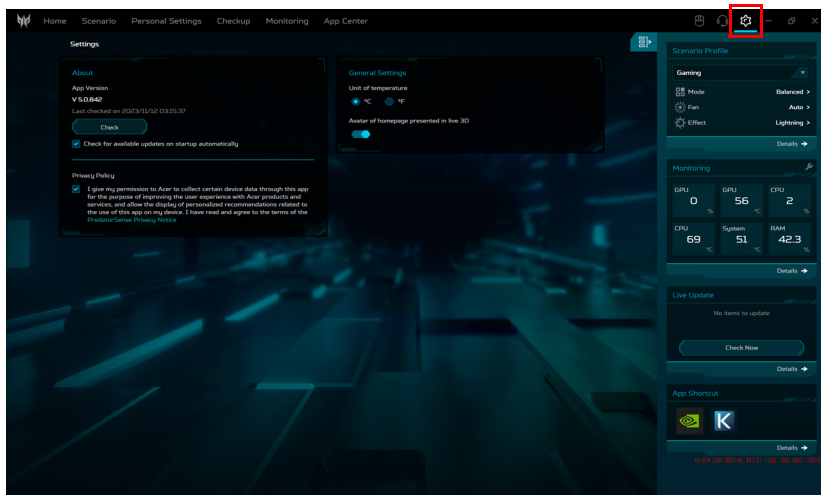 Home Scenario Personal Settings Checkup Monitoring App Center
Settings
About
App Version
V 5.0.842
Last checked on 2023/11/12 03:15:37
Check
Check for available updates on startup automatically
Privacy Policy
I give my permission to Acer to collect certain device data through this app
for the purpose of improving the user experience with Acer products and
services, and allow the display of personalized recommendations related to
the use of this app on my device. I have read and agree to the terms of the
PredatorSense Privacy Notice
General Settings
Unit of temperature
°C °F
Avatar of homepage presented in live 3D
Scenario Profile
Gaming
Mode Balanced >
Fan Auto >
Effect Lightning >
Details
Monitoring
GPU GPU CPU
0 % 56 °C 2 %
CPU System RAM
69 °C 51 °C 42.3 %
Details
Live Update
No items to update
Check Now
Details
App Shortcut
K
Details